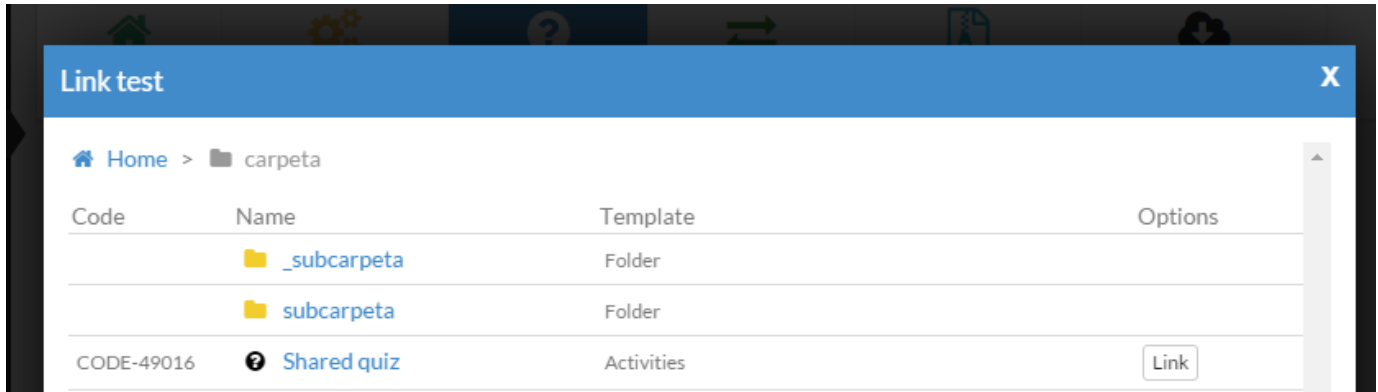 Link test X
Home > carpeta
Code Name Template Options
_subcarpeta Folder
subcarpeta Folder
CODE-49016 Shared quiz Activities Link